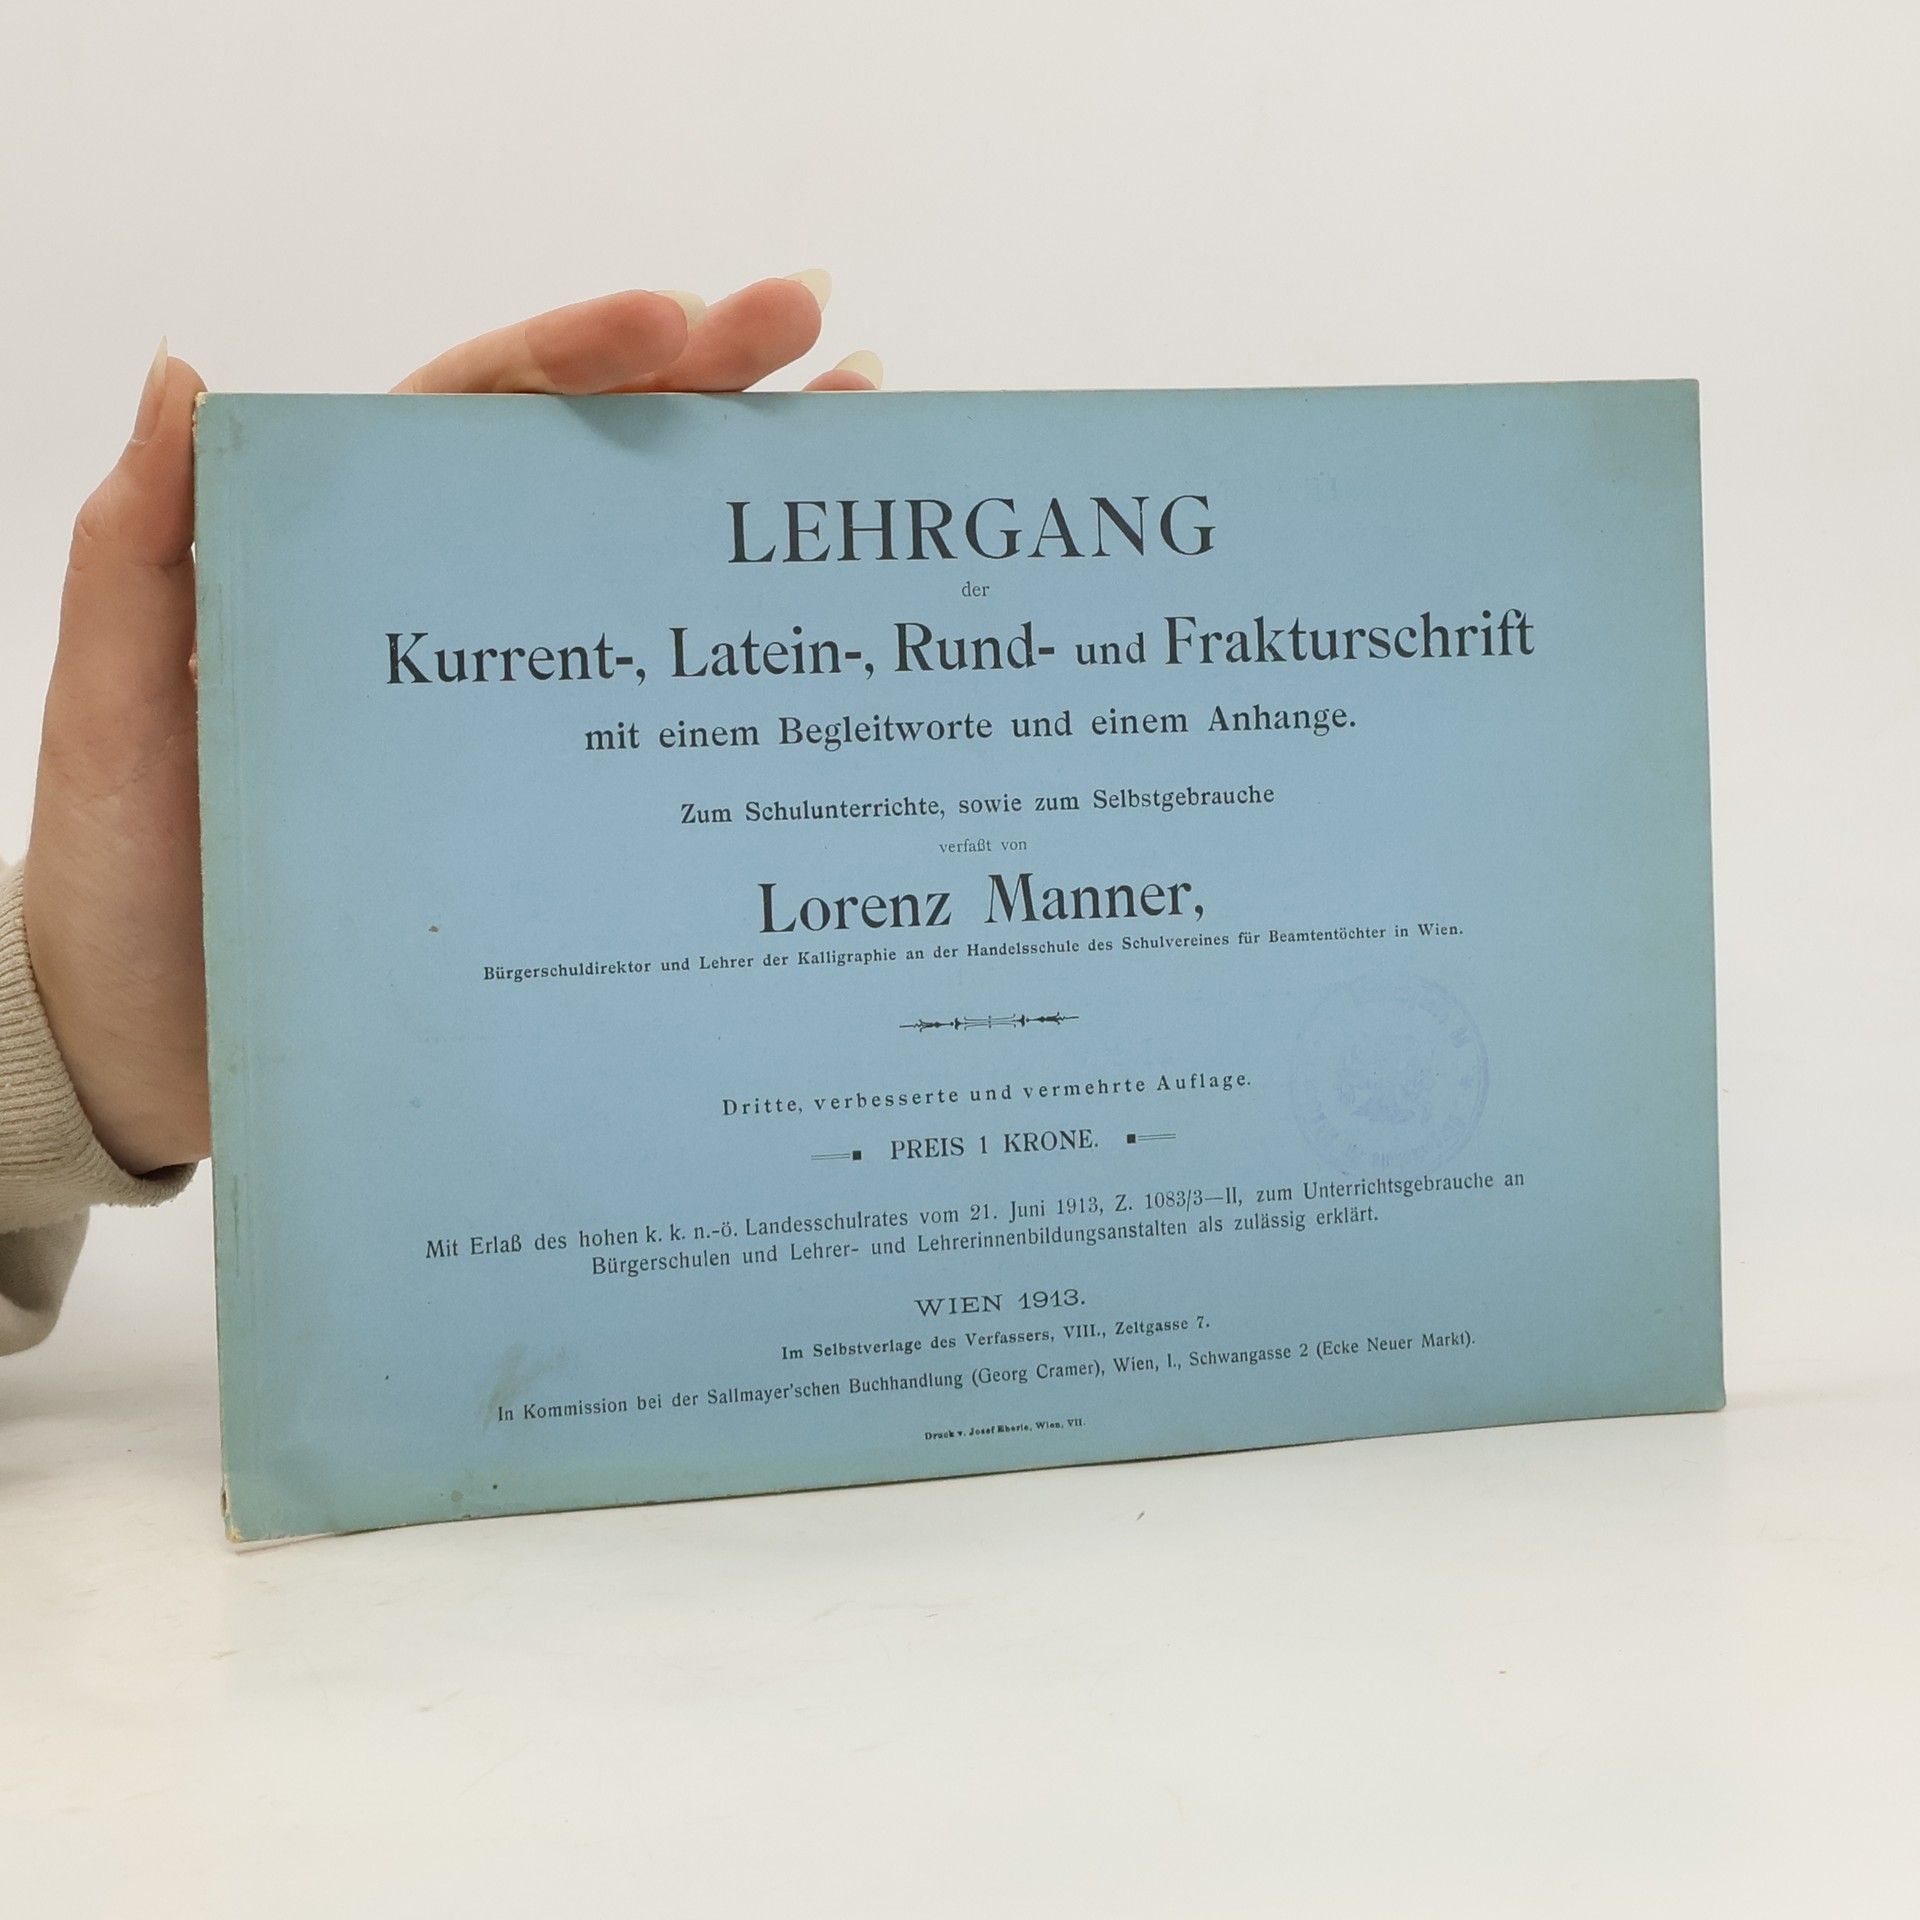 LEHRGANG
der
Kurrent-, Latein-, Rund- und Frakturschrift
mit einem Begleitworte und einem Anhange.
Zum Schulunterrichte, sowie zum Selbstgebrauche
verfaßt von
Lorenz Manner,
Bürgerschuldirektor und Lehrer der Kalligraphie an der Handelsschule des Schulvereines für Beamtentöchter in Wien.
Dritte, verbesserte und vermehrte Auflage.
PREIS 1 KRONE.
Mit Erlaß des hohen k. k. n.-ö. Landesschulrates vom 21. Juni 1913, Z. 1083/3—II, zum Unterrichtsgebrauche an
Bürgerschulen und Lehrer- und Lehrerinnenbildungsanstalten als zulässig erklärt.
WIEN 1913.
Im Selbstverlage des Verfassers, VIII., Zeltgasse 7.
In Kommission bei der Sallmayer'schen Buchhandlung (Georg Cramer), Wien, I., Schwangasse 2 (Ecke Neuer Markt).
Druck v. Josef Eberle, Wien, VII.